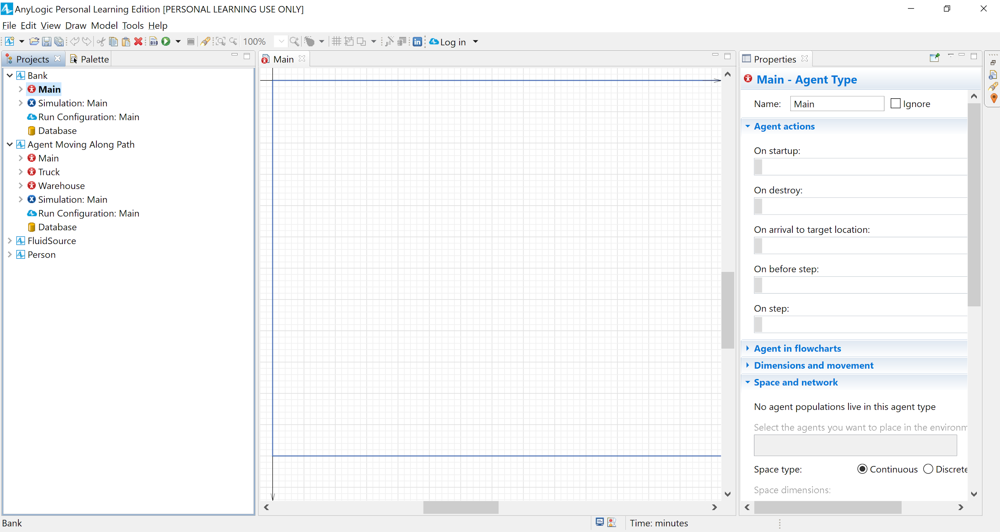 AnyLogic Personal Learning Edition [PERSONAL LEARNING USE ONLY]
File Edit View Draw Model Tools Help
100%
Log in
Projects
Palette
Main
Properties
Bank
Main
Simulation: Main
Run Configuration: Main
Database
Agent Moving Along Path
Main
Truck
Warehouse
Simulation: Main
Run Configuration: Main
Database
FluidSource
Person
Main - Agent Type
Name: Main Ignore
Agent actions
On startup:
On destroy:
On arrival to target location:
On before step:
On step:
Agent in flowcharts
Dimensions and movement
Space and network
No agent populations live in this agent type
Select the agents you want to place in the environm
Space type: Continuous Discrete
Space dimensions:
Bank
Time: minutes